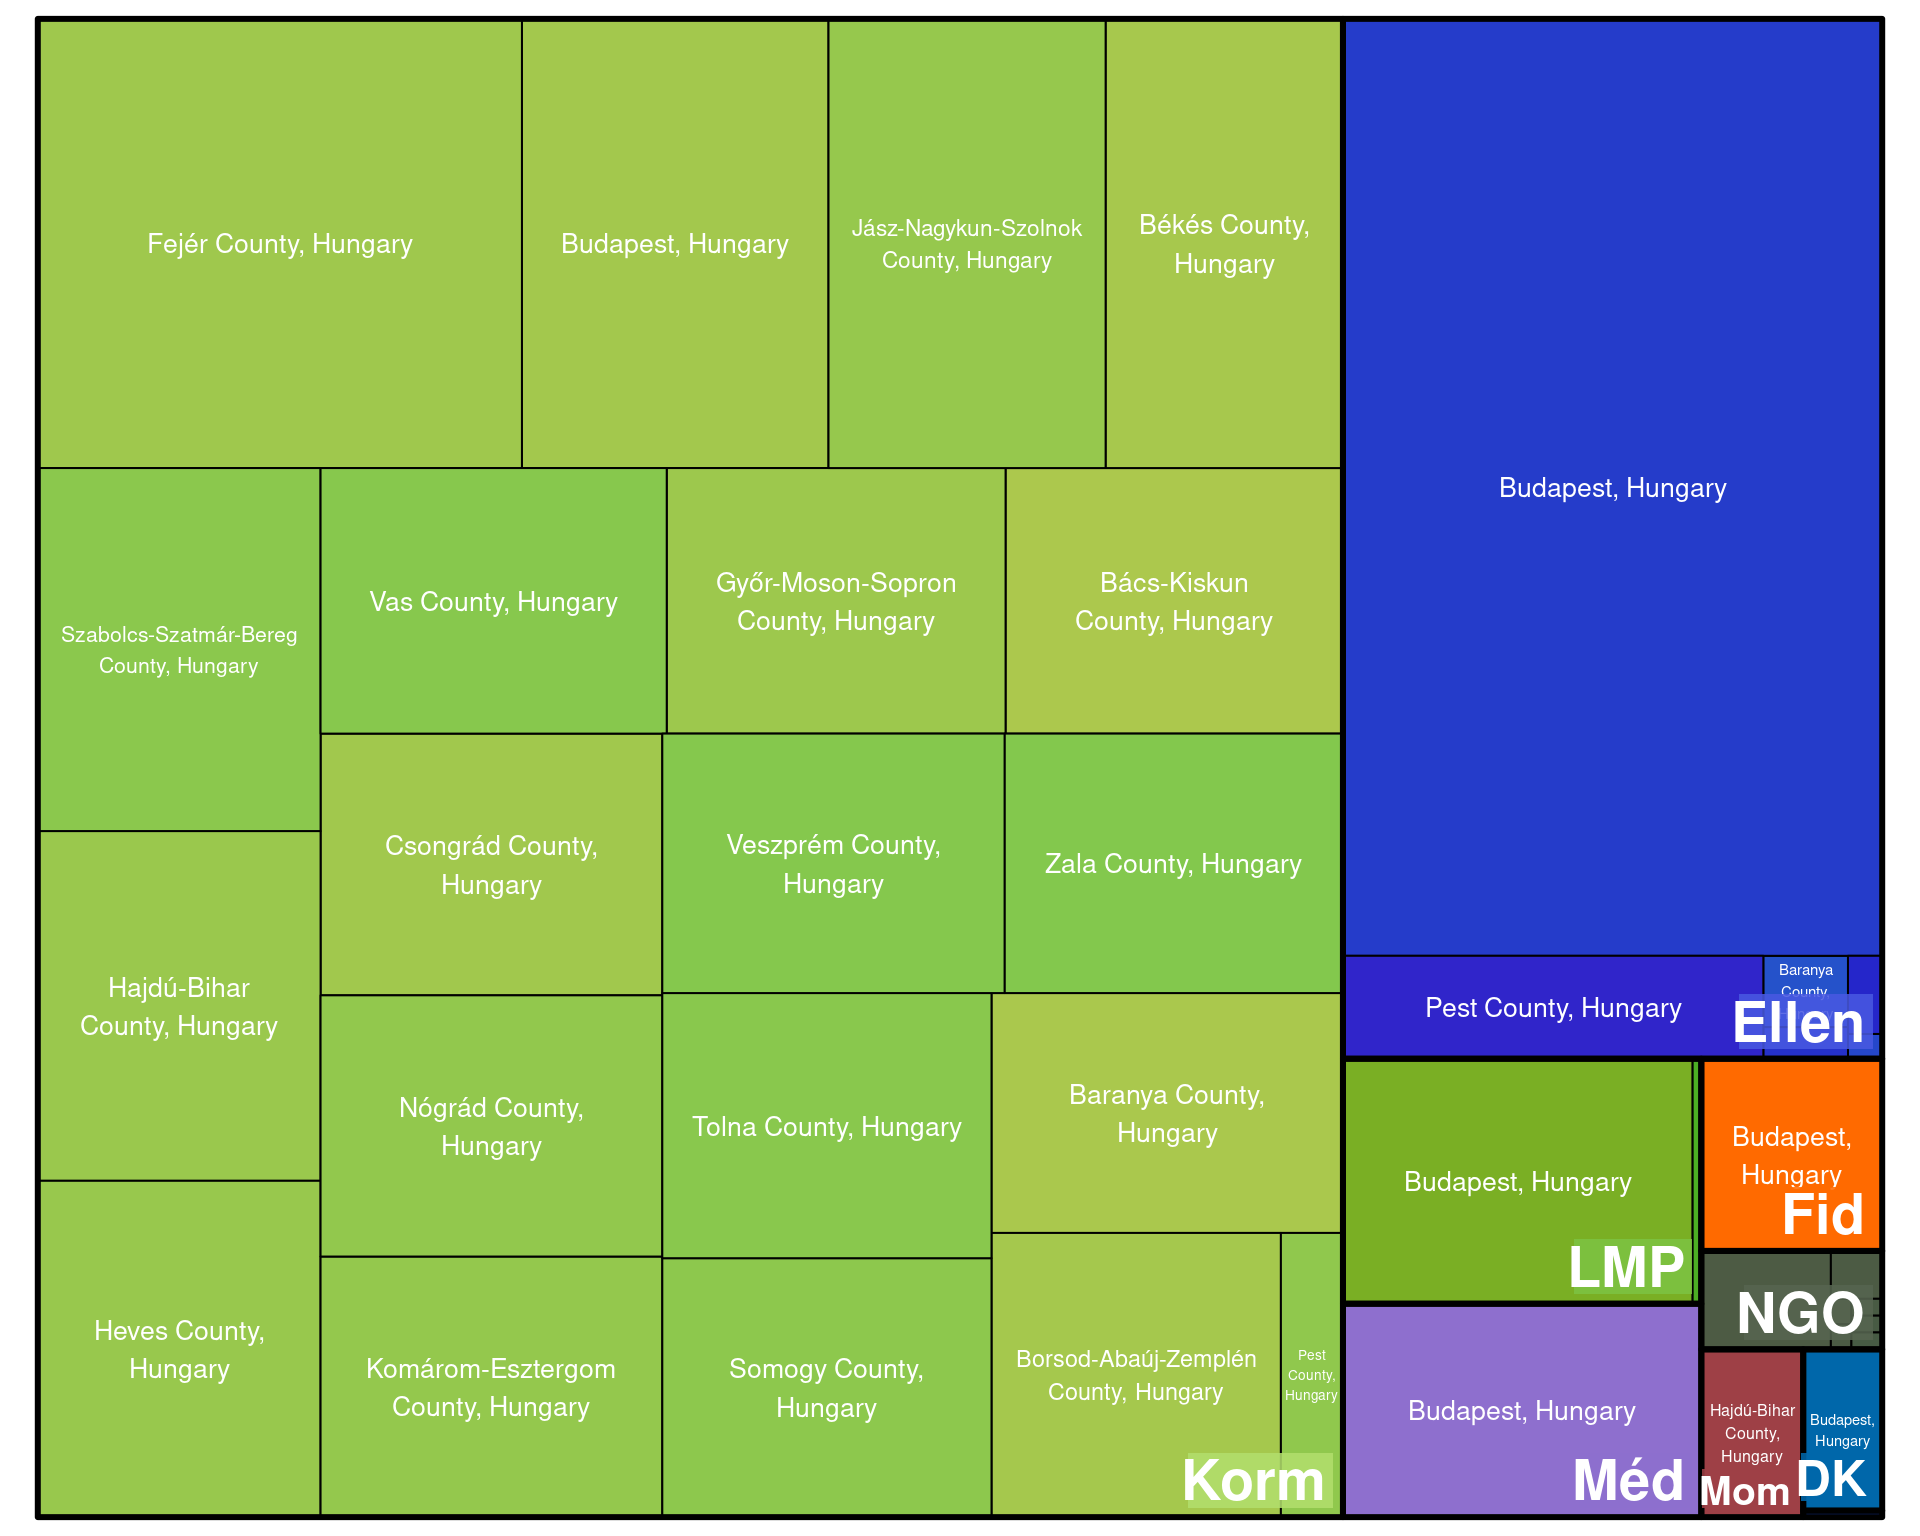 Fejér County, Hungary
Budapest, Hungary
Jász-Nagykun-Szolnok
County, Hungary
Békés County,
Hungary
Szabolcs-Szatmár-Bereg
County, Hungary
Vas County, Hungary
Győr-Moson-Sopron
County, Hungary
Bács-Kiskun
County, Hungary
Hajdú-Bihar
County, Hungary
Csongrád County,
Hungary
Veszprém County,
Hungary
Zala County, Hungary
Heves County,
Hungary
Nógrád County,
Hungary
Tolna County, Hungary
Baranya County,
Hungary
Komárom-Esztergom
County, Hungary
Somogy County,
Hungary
Borsod-Abaúj-Zemplén
County, Hungary
Pest
County,
Hungary
Korm
Budapest, Hungary
Pest County, Hungary
Baranya
County,
Ellen
Budapest, Hungary
LMP
Budapest,
Hungary
Fid
NGO
Budapest, Hungary
Méd
Hajdú-Bihar
County,
Hungary
Mom
Budapest,
Hungary
DK